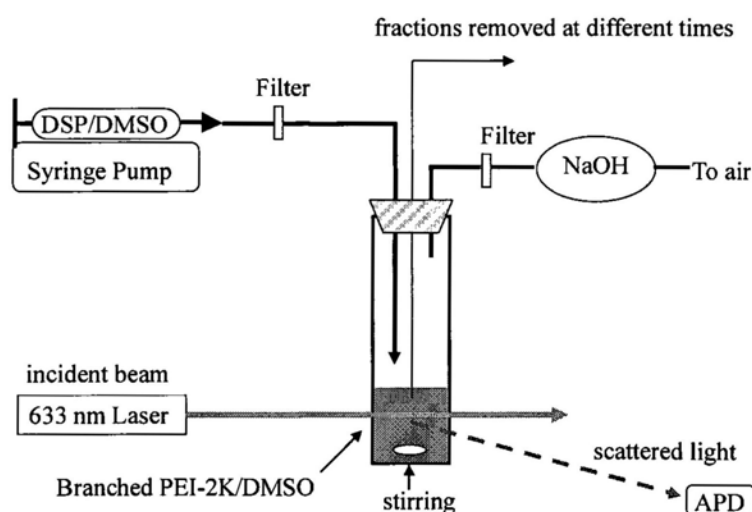 fractions removed at different times
Filter
DSP/DMSO
Syringe Pump
Filter
NaOH
To air
incident beam
633 nm Laser
scattered light
Branched PEI-2K/DMSO
stirring
APD